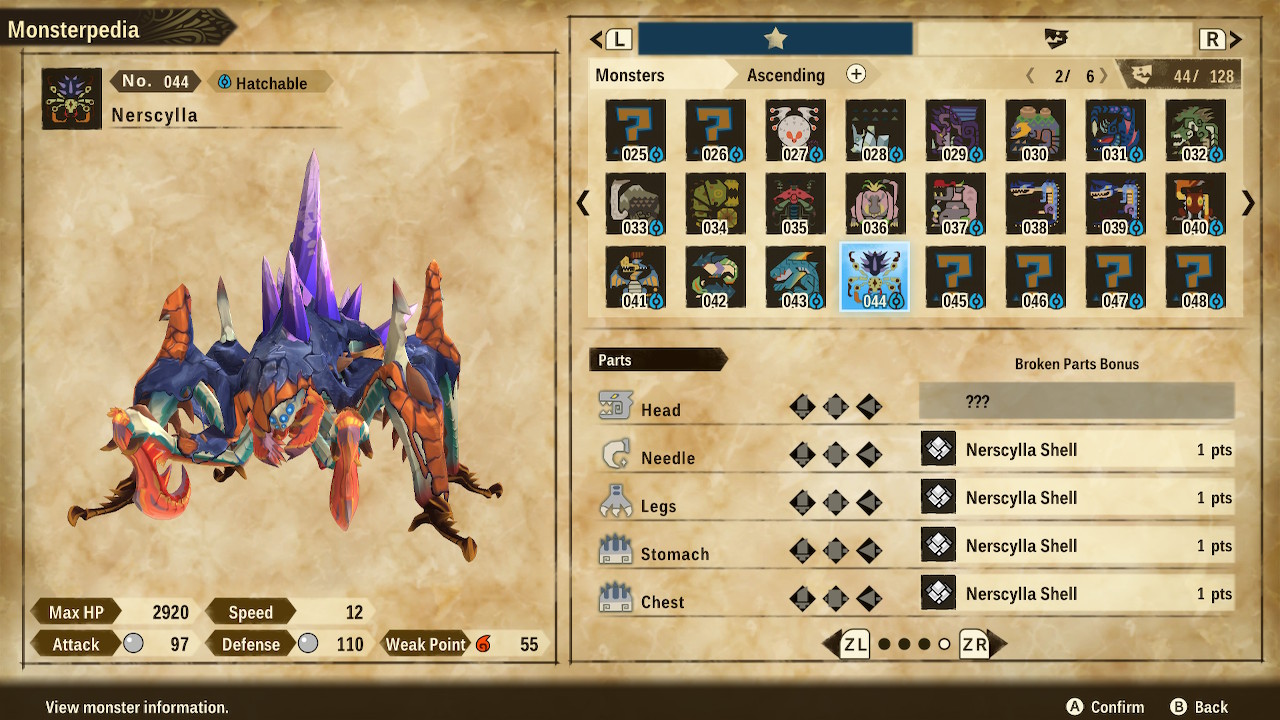 Monsterpedia
No. 044
Hatchable
Nerscylla
Max HP 2920
Speed 12
Attack 97
Defense 110
Weak Point 55
L
R
Monsters
Ascending
2/ 6
44/ 128
025 026 027 028 029 030 031 032
033 034 035 036 037 038 039 040
041 042 043 044 045 046 047 048
Parts
Broken Parts Bonus
Head ???
Needle Nerscylla Shell 1 pts
Legs Nerscylla Shell 1 pts
Stomach Nerscylla Shell 1 pts
Chest Nerscylla Shell 1 pts
ZL ZR
View monster information.
A Confirm B Back